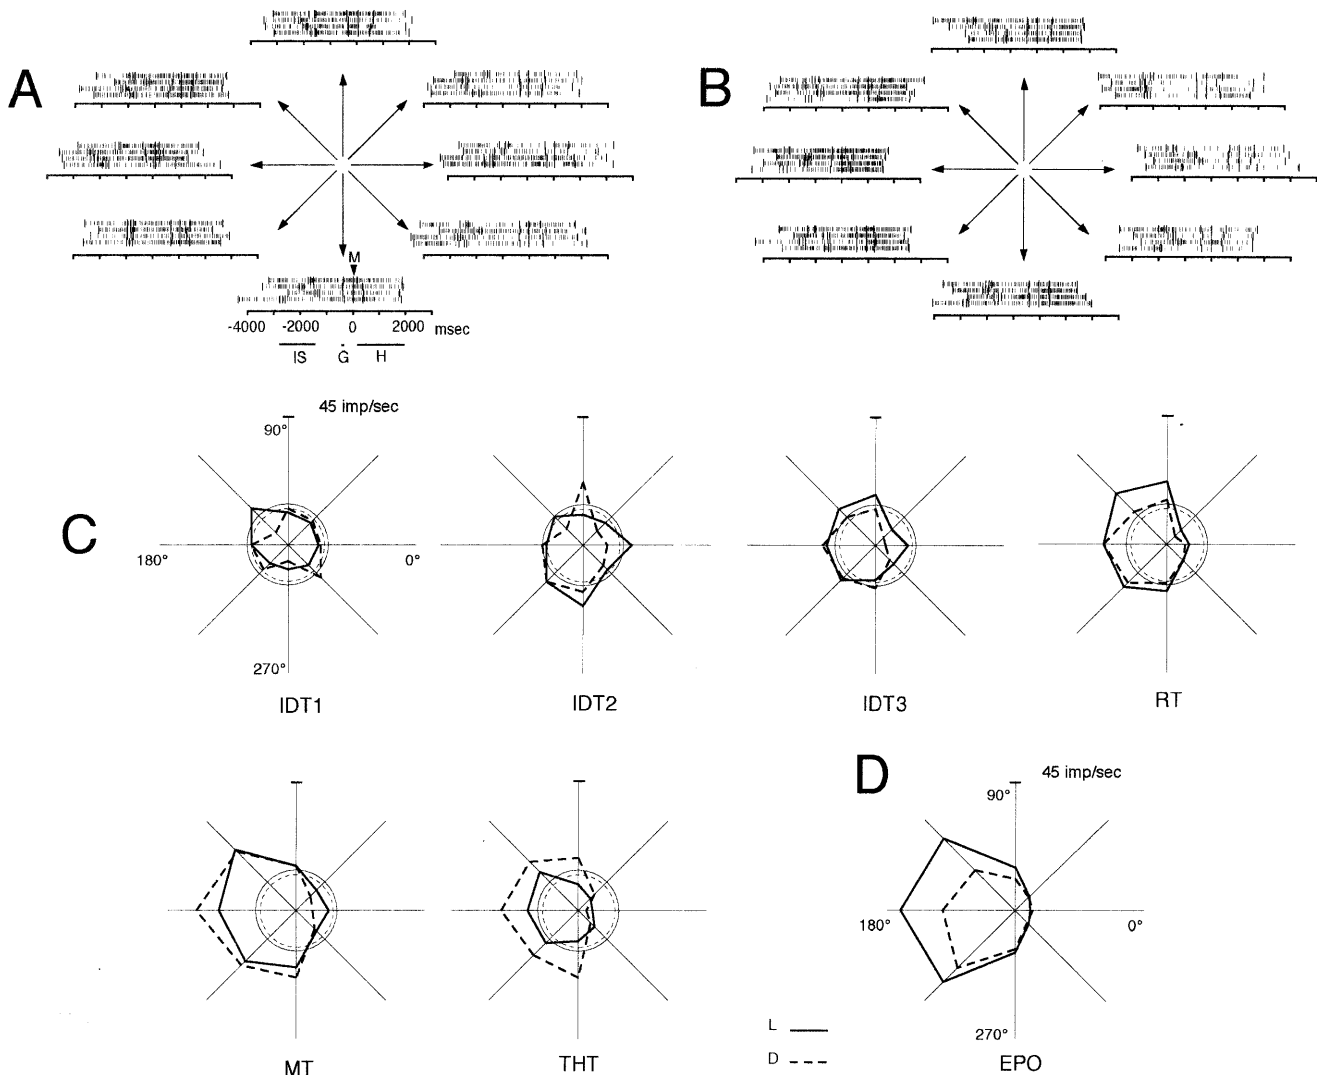 A
B
M
-4000 -2000 0 2000 msec
IS G H
45 imp/sec
90°
C
180° 0°
270°
IDT1 IDT2 IDT3 RT
D
45 imp/sec
90°
180° 0°
270°
L
D
MT THT EPO